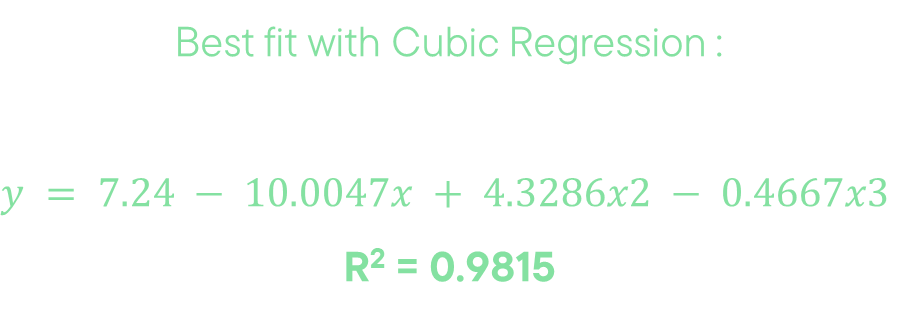 Best fit with Cubic Regression :
y = 7.24 − 10.0047x + 4.3286x2 − 0.4667x3
R² = 0.9815